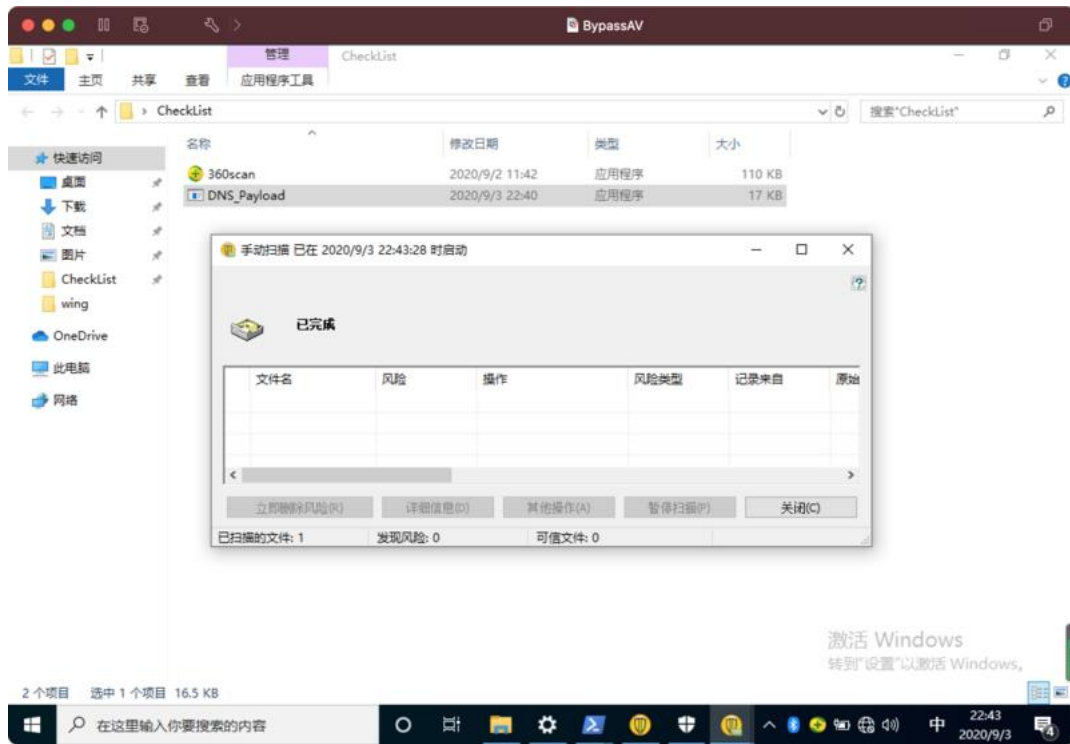 BypassAV
管理
CheckList
文件
主页
共享
查看
应用程序工具
CheckList
搜索"CheckList"
名称
修改日期
类型
大小
快速访问
360scan
2020/9/2 11:42
应用程序
110 KB
桌面
DNS_Payload
2020/9/3 22:40
应用程序
17 KB
下载
文档
图片
CheckList
wing
OneDrive
此电脑
网络
手动扫描 已在 2020/9/3 22:43:28 时启动
已完成
文件名
风险
操作
风险类型
记录来自
原始
立即删除风险(R)
详细信息(D)
其他操作(A)
暂停扫描(P)
关闭(C)
已扫描的文件: 1
发现风险: 0
可信文件: 0
激活 Windows
转到"设置"以激活 Windows。
2 个项目
选中 1 个项目 16.5 KB
在这里输入你要搜索的内容
中
22:43
2020/9/3
4